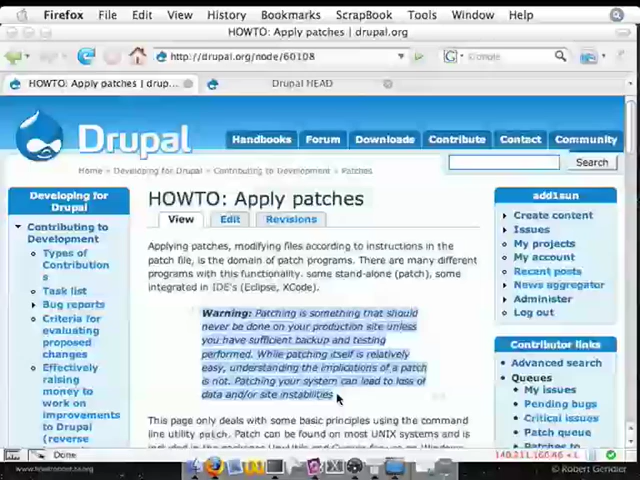 Firefox File Edit View History Bookmarks ScrapBook Tools Window Help
HOWTO: Apply patches | drupal.org
http://drupal.org/node/60108
HOWTO: Apply patches | drup... Drupal HEAD
Drupal
Handbooks Forum Downloads Contribute Contact Community
Home » Developing for Drupal » Contributing to Development » Patches
Search
Developing for
Drupal
Contributing to
Development
Types of
Contribution
s
Task list
Bug reports
Criteria for
evaluating
proposed
changes
Effectively
raising
money to
work on
improvements
to Drupal
(reverse
HOWTO: Apply patches
View Edit Revisions
Applying patches, modifying files according to instructions in the
patch file, is the domain of patch programs. There are many different
programs with this functionality. some stand-alone (patch), some
integrated in IDE's (Eclipse, XCode).
Warning: Patching is something that should
never be done on your production site unless
you have sufficient backup and testing
performed. While patching itself is relatively
easy, understanding the implications of a patch
is not. Patching your system can lead to loss of
data and/or site instabilities
This page only deals with some basic principles using the command
line utility patch. Patch can be found on most UNIX systems and is
add1sun
Create content
Issues
My projects
My account
Recent posts
News aggregator
Administer
Log out
Contributor links
Advanced search
Queues
My issues
Pending bugs
Critical issues
Patch queue
Done
© Robert Gendler